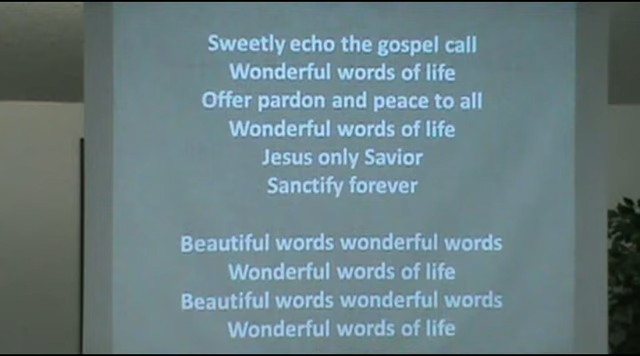 Sweetly echo the gospel call
Wonderful words of life
Offer pardon and peace to all
Wonderful words of life
Jesus only Savior
Sanctify forever
Beautiful words wonderful words
Wonderful words of life
Beautiful words wonderful words
Wonderful words of life